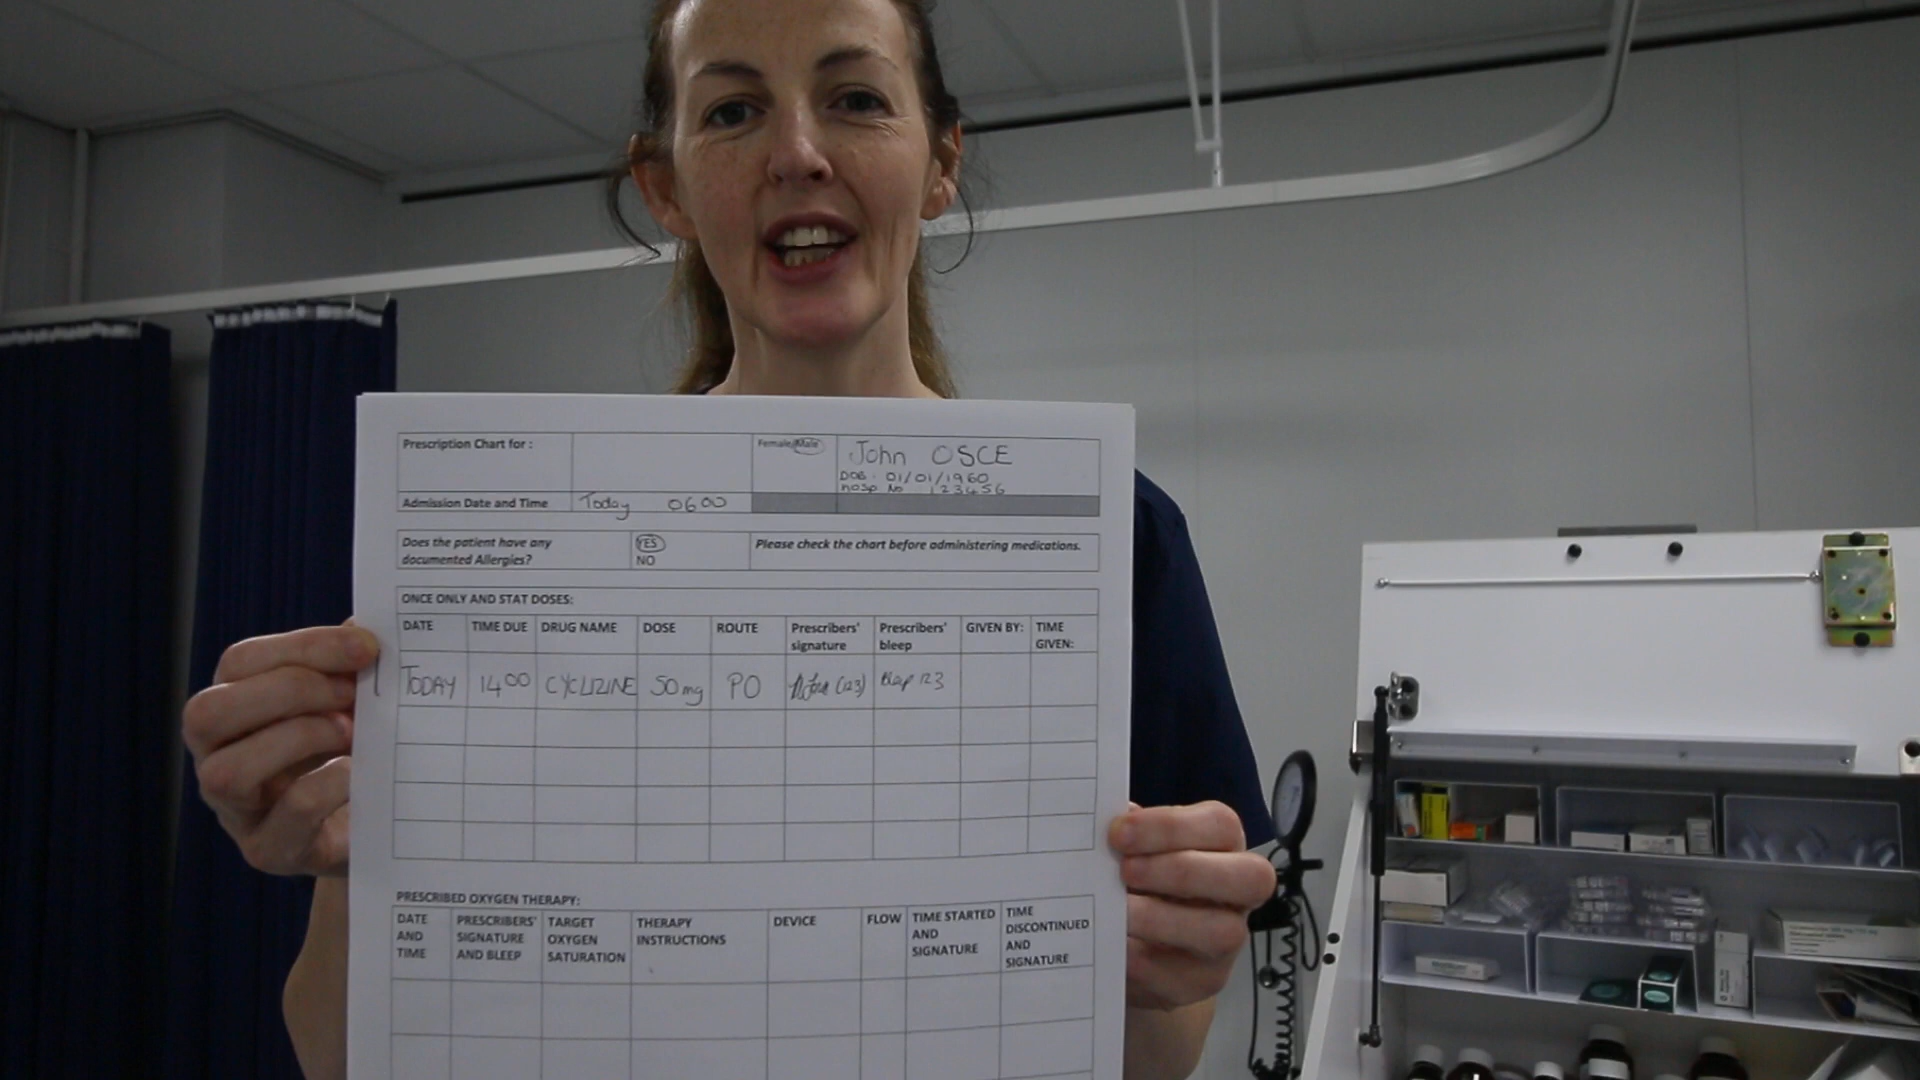 Prescription Chart for :
Female/Male
John OSCE
DOB: 01/01/1960
hosp No 123456
Admission Date and Time
Today 0600
Does the patient have any
documented Allergies?
YES
NO
Please check the chart before administering medications.
ONCE ONLY AND STAT DOSES:
DATE TIME DUE DRUG NAME DOSE ROUTE Prescribers' signature Prescribers' bleep GIVEN BY: TIME GIVEN:
TODAY 1400 CYCLIZINE 50mg PO (123) Bleep 123
PRESCRIBED OXYGEN THERAPY:
DATE AND TIME
PRESCRIBERS' SIGNATURE AND BLEEP
TARGET OXYGEN SATURATION
THERAPY INSTRUCTIONS
DEVICE
FLOW
TIME STARTED AND SIGNATURE
TIME DISCONTINUED AND SIGNATURE